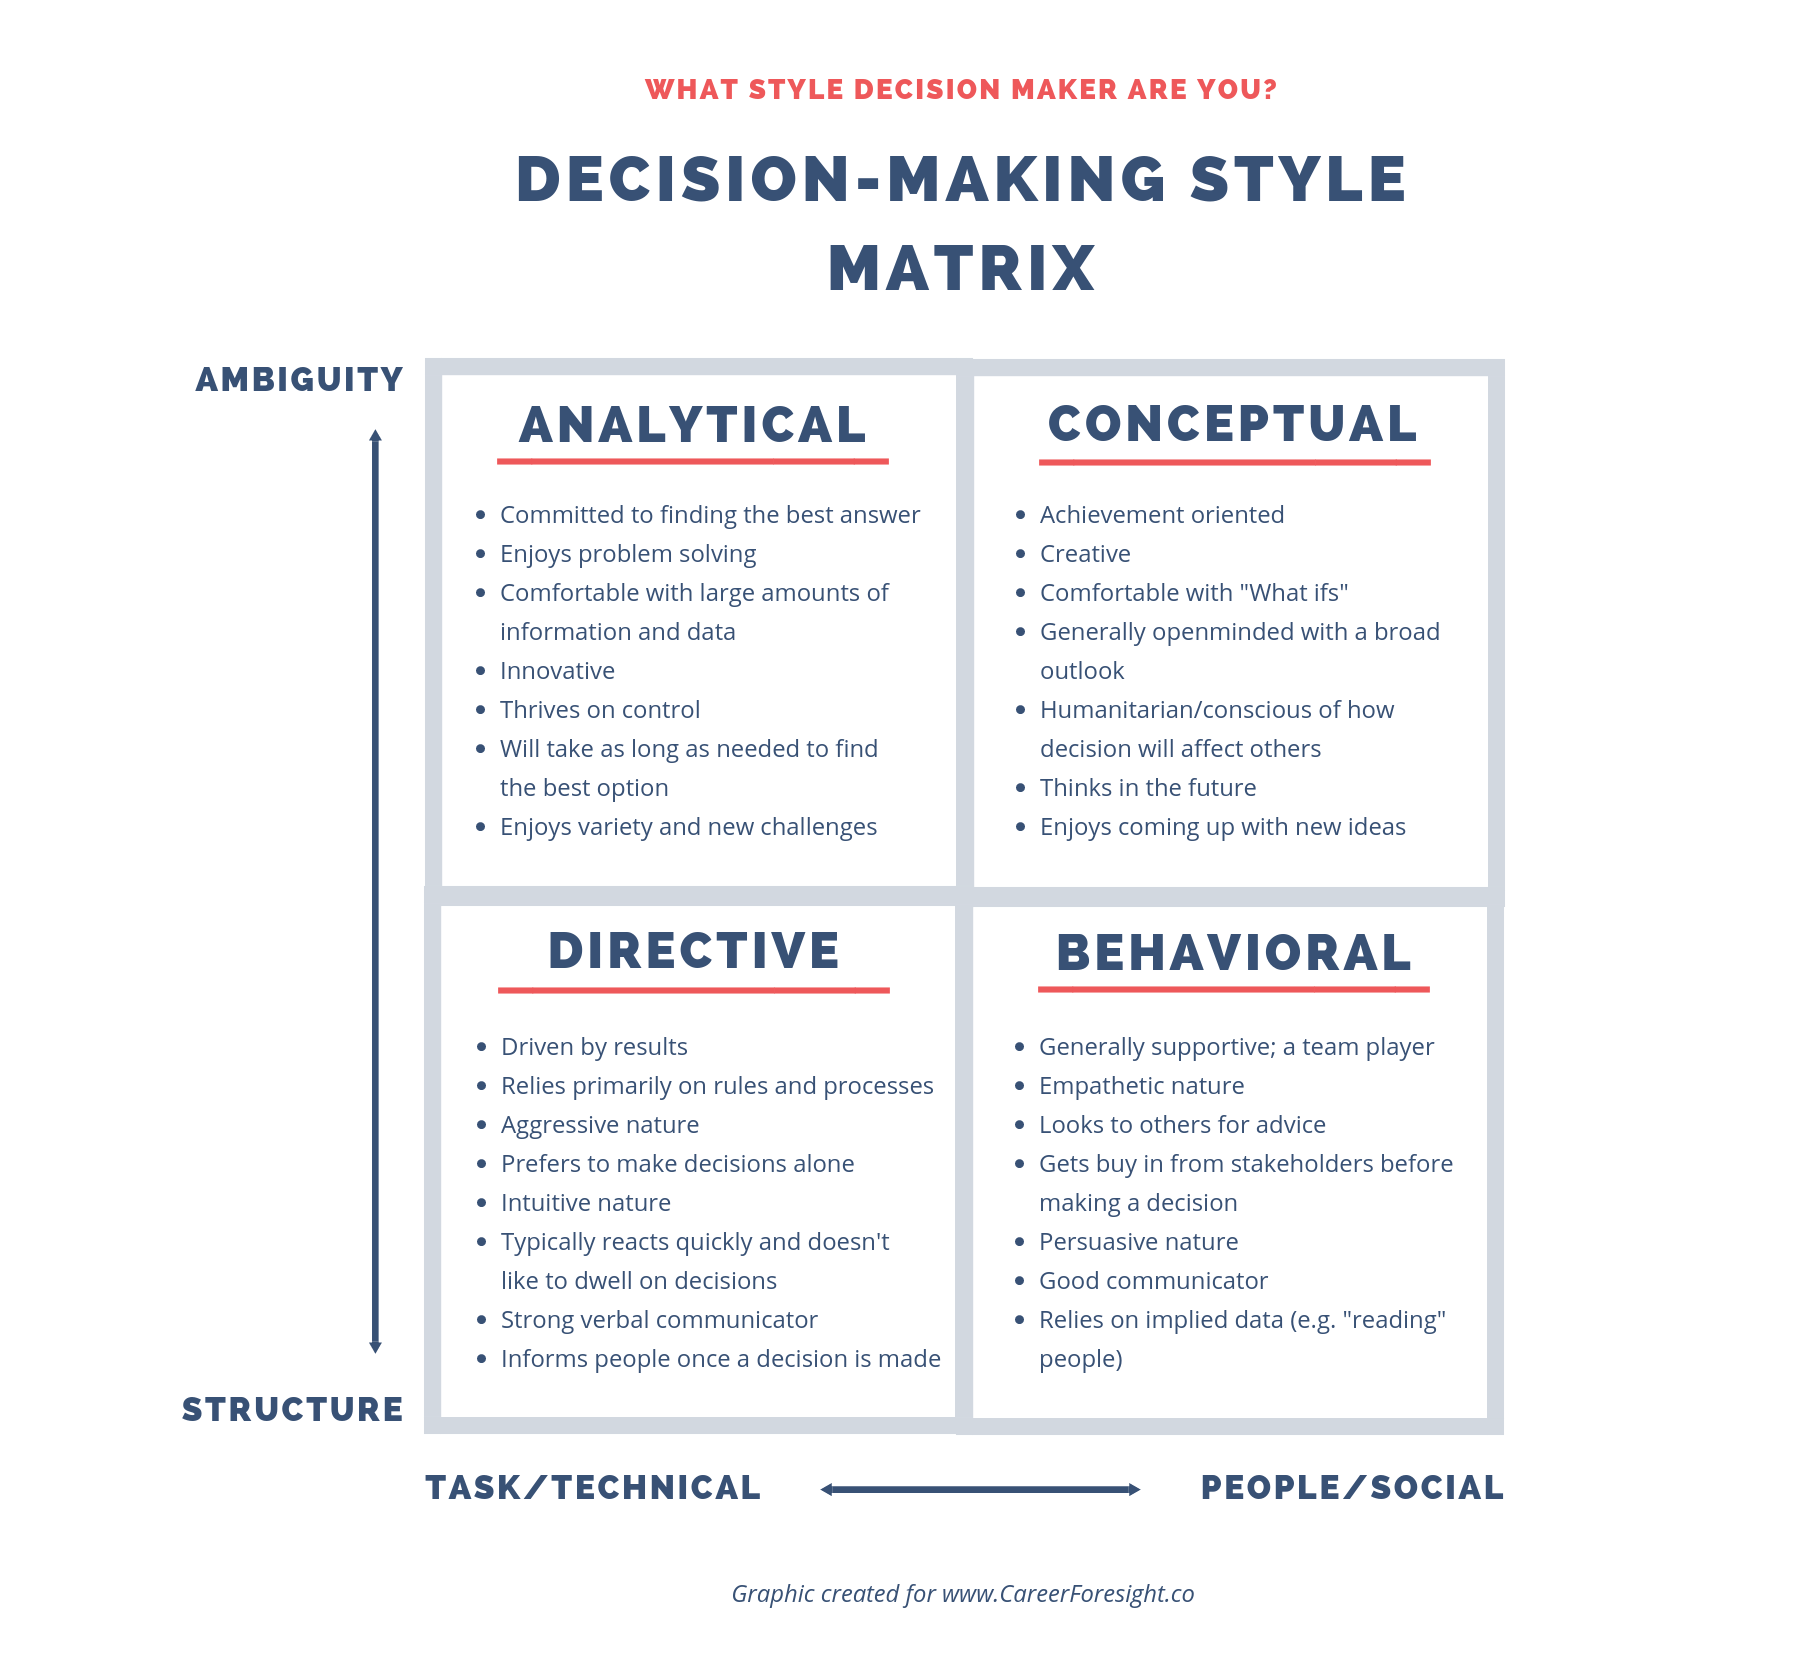 WHAT STYLE DECISION MAKER ARE YOU?
DECISION-MAKING STYLE
MATRIX
AMBIGUITY
ANALYTICAL
• Committed to finding the best answer
• Enjoys problem solving
• Comfortable with large amounts of
information and data
• Innovative
• Thrives on control
• Will take as long as needed to find
the best option
• Enjoys variety and new challenges
CONCEPTUAL
• Achievement oriented
• Creative
• Comfortable with "What ifs"
• Generally openminded with a broad
outlook
• Humanitarian/conscious of how
decision will affect others
• Thinks in the future
• Enjoys coming up with new ideas
DIRECTIVE
• Driven by results
• Relies primarily on rules and processes
• Aggressive nature
• Prefers to make decisions alone
• Intuitive nature
• Typically reacts quickly and doesn't
like to dwell on decisions
• Strong verbal communicator
• Informs people once a decision is made
BEHAVIORAL
• Generally supportive; a team player
• Empathetic nature
• Looks to others for advice
• Gets buy in from stakeholders before
making a decision
• Persuasive nature
• Good communicator
• Relies on implied data (e.g. "reading"
people)
STRUCTURE
TASK/TECHNICAL
PEOPLE/SOCIAL
Graphic created for www.CareerForesight.co